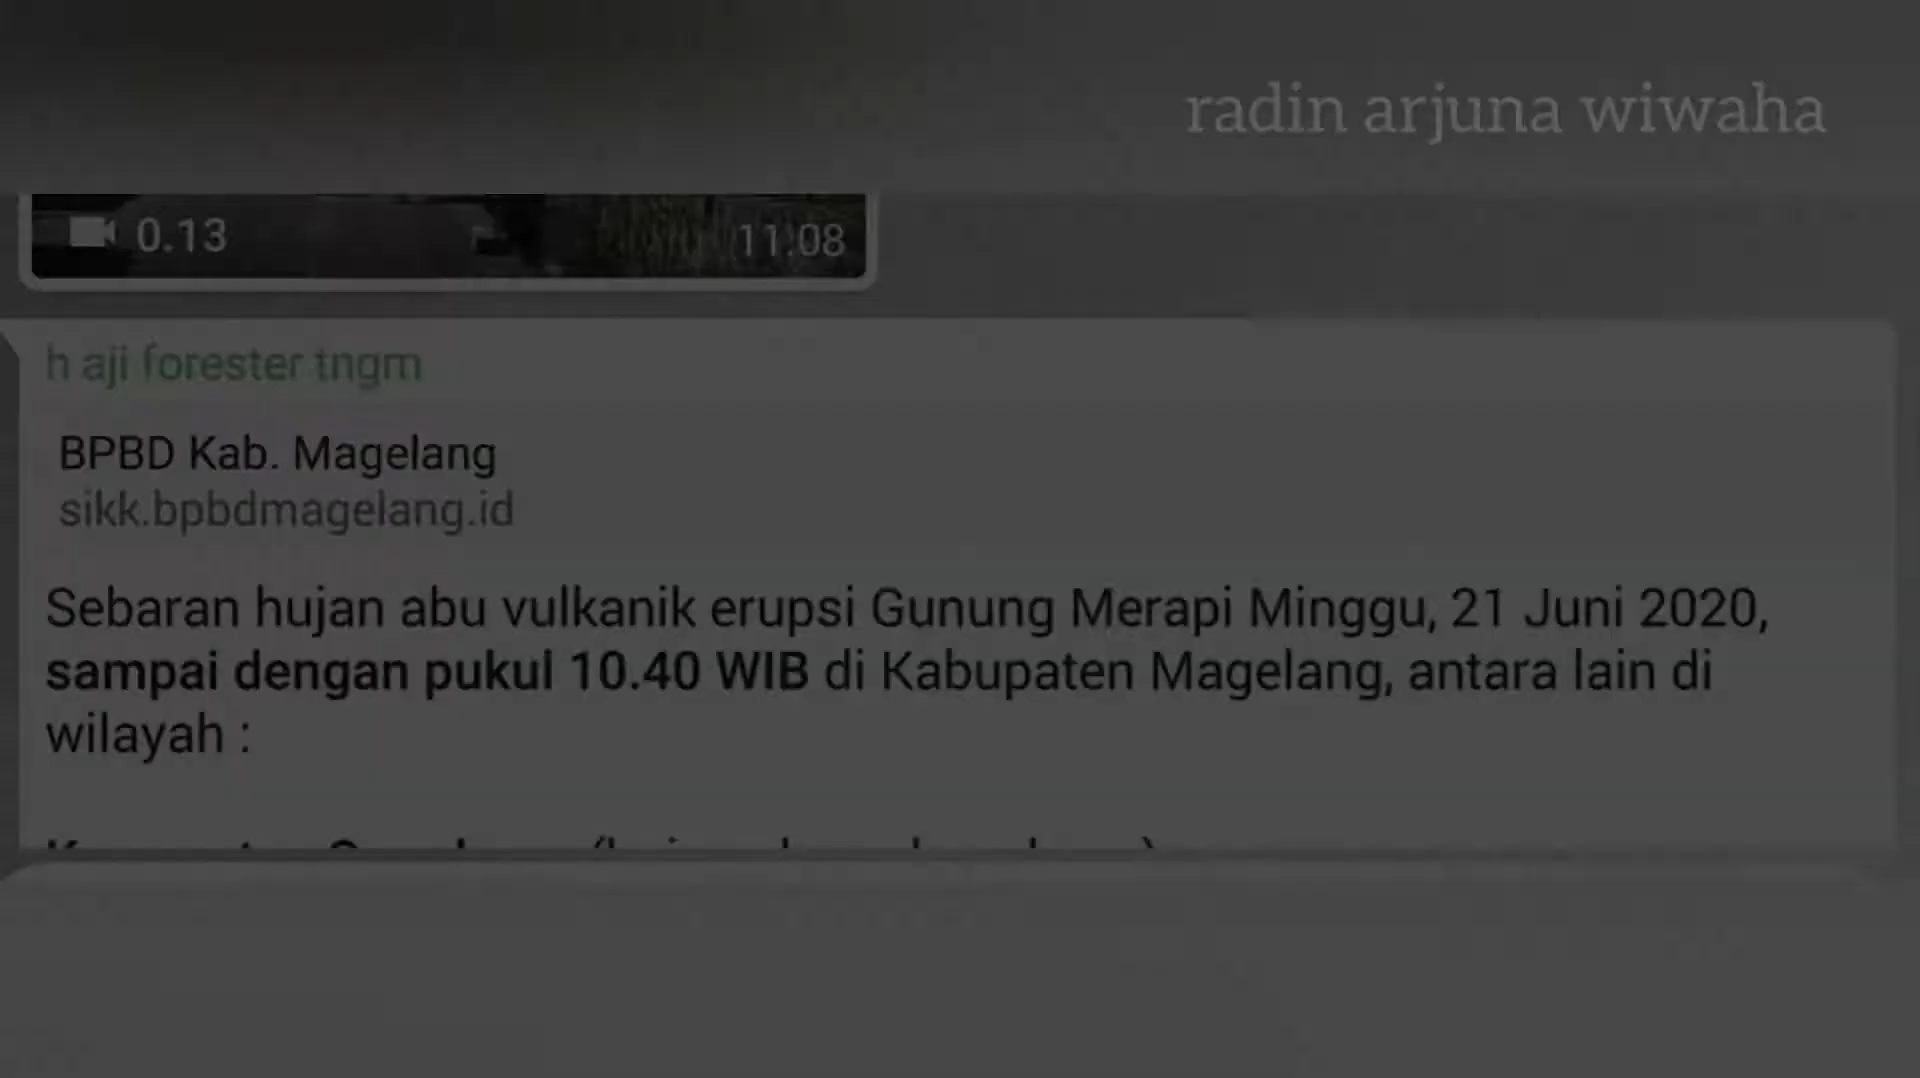 radin arjuna wiwaha
0.13
11.08
h aji forester tngm
BPBD Kab. Magelang
sikk.bpbdmagelang.id
Sebaran hujan abu vulkanik erupsi Gunung Merapi Minggu, 21 Juni 2020,
sampai dengan pukul 10.40 WIB di Kabupaten Magelang, antara lain di
wilayah :